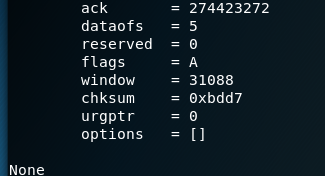 ack = 274423272
dataofs = 5
reserved = 0
flags = A
window = 31088
chksum = 0xbdd7
urgptr = 0
options = []
None